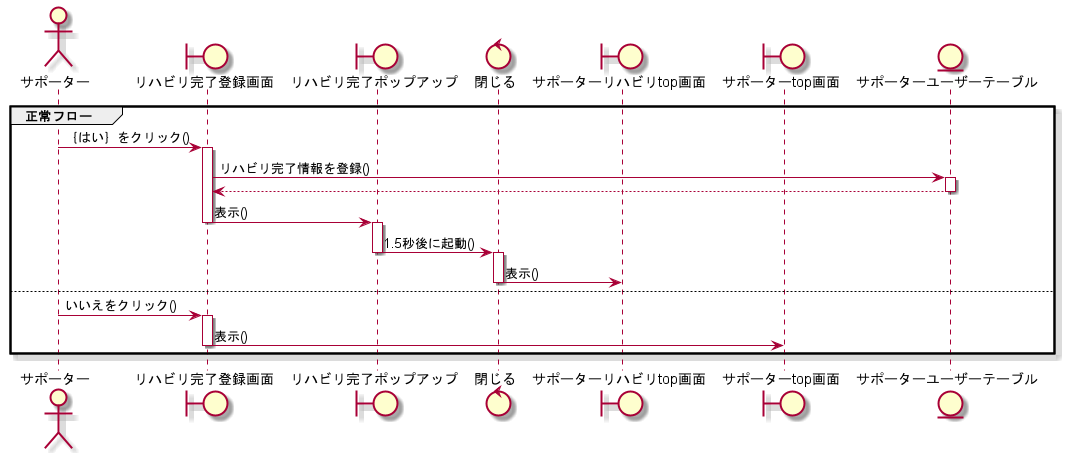 サポーター
リハビリ完了登録画面
リハビリ完了ポップアップ
閉じる
サポーターリハビリtop画面
サポーターtop画面
サポーターユーザーテーブル
正常フロー
{はい} をクリック()
リハビリ完了情報を登録()
表示()
1.5秒後に起動()
表示()
いいえをクリック()
表示()
サポーター
リハビリ完了登録画面
リハビリ完了ポップアップ
閉じる
サポーターリハビリtop画面
サポーターtop画面
サポーターユーザーテーブル